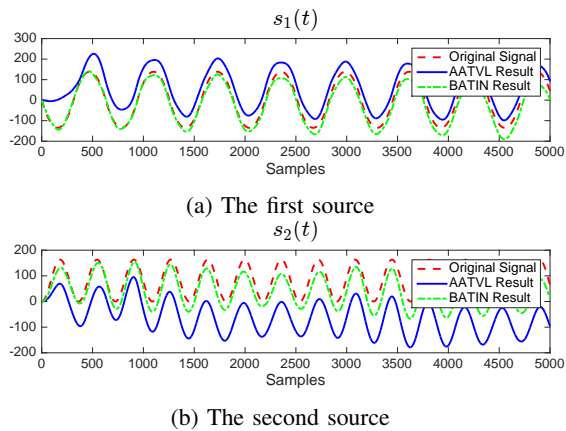 s1(t)
300
200
100
0
-100
-200
Original Signal
AATVL Result
BATIN Result
0 500 1000 1500 2000 2500 3000 3500 4000 4500 5000
Samples
(a) The first source
s2(t)
200
100
0
-100
-200
Original Signal
AATVL Result
BATIN Result
0 500 1000 1500 2000 2500 3000 3500 4000 4500 5000
Samples
(b) The second source